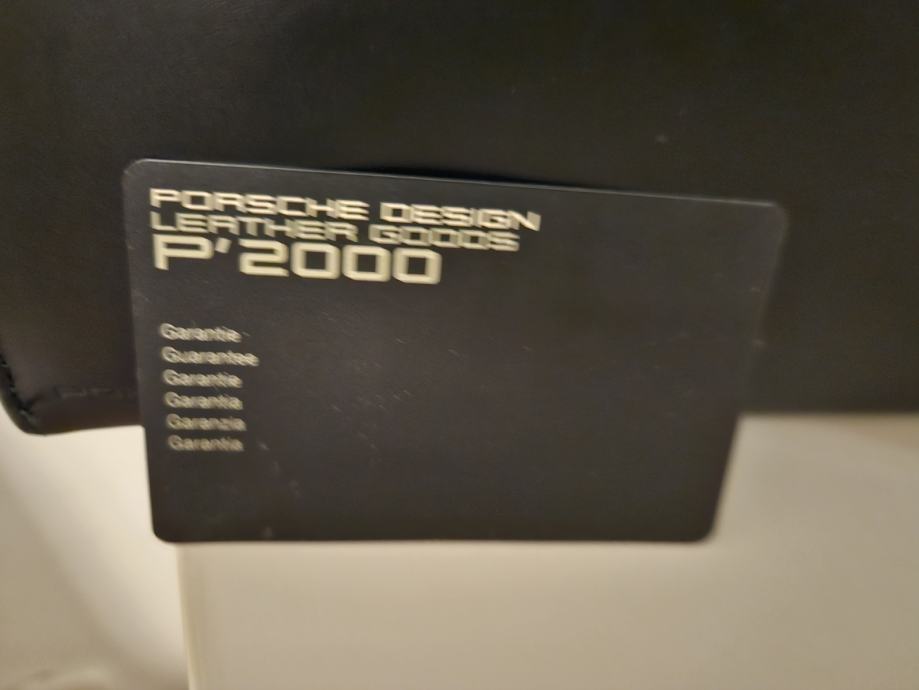 PORSCHE DESIGN
LEATHER GOODS
P'2000
Garantie
Guarantee
Garantie
Garantia
Garanzia
Garantia